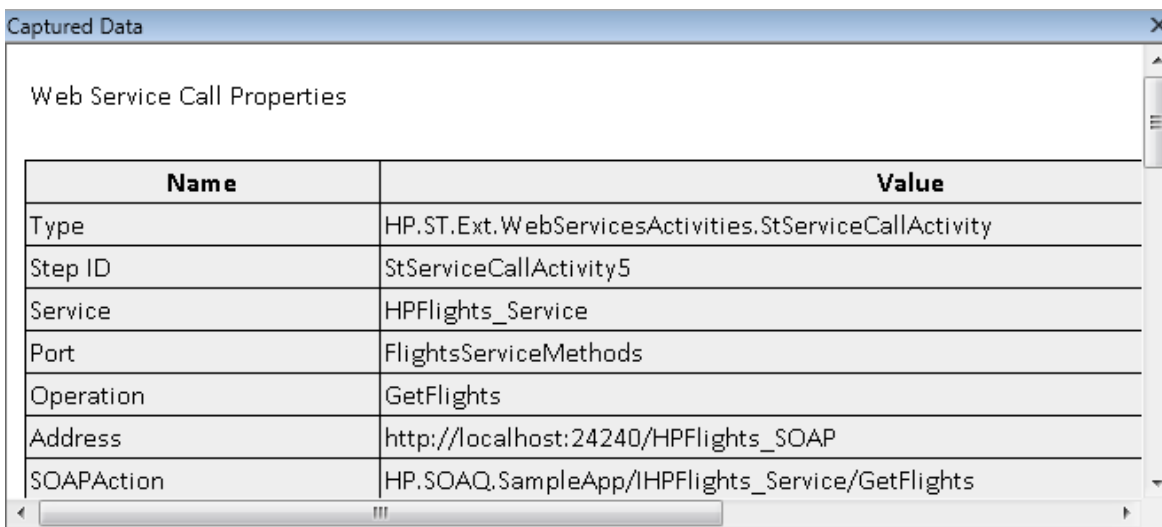 Captured Data
Web Service Call Properties
Name Value
Type HP.ST.Ext.WebServicesActivities.StServiceCallActivity
Step ID StServiceCallActivity5
Service HPFlights_Service
Port FlightsServiceMethods
Operation GetFlights
Address http://localhost:24240/HPFlights_SOAP
SOAPAction HP.SOAQ.SampleApp/IHPFlights_Service/GetFlights